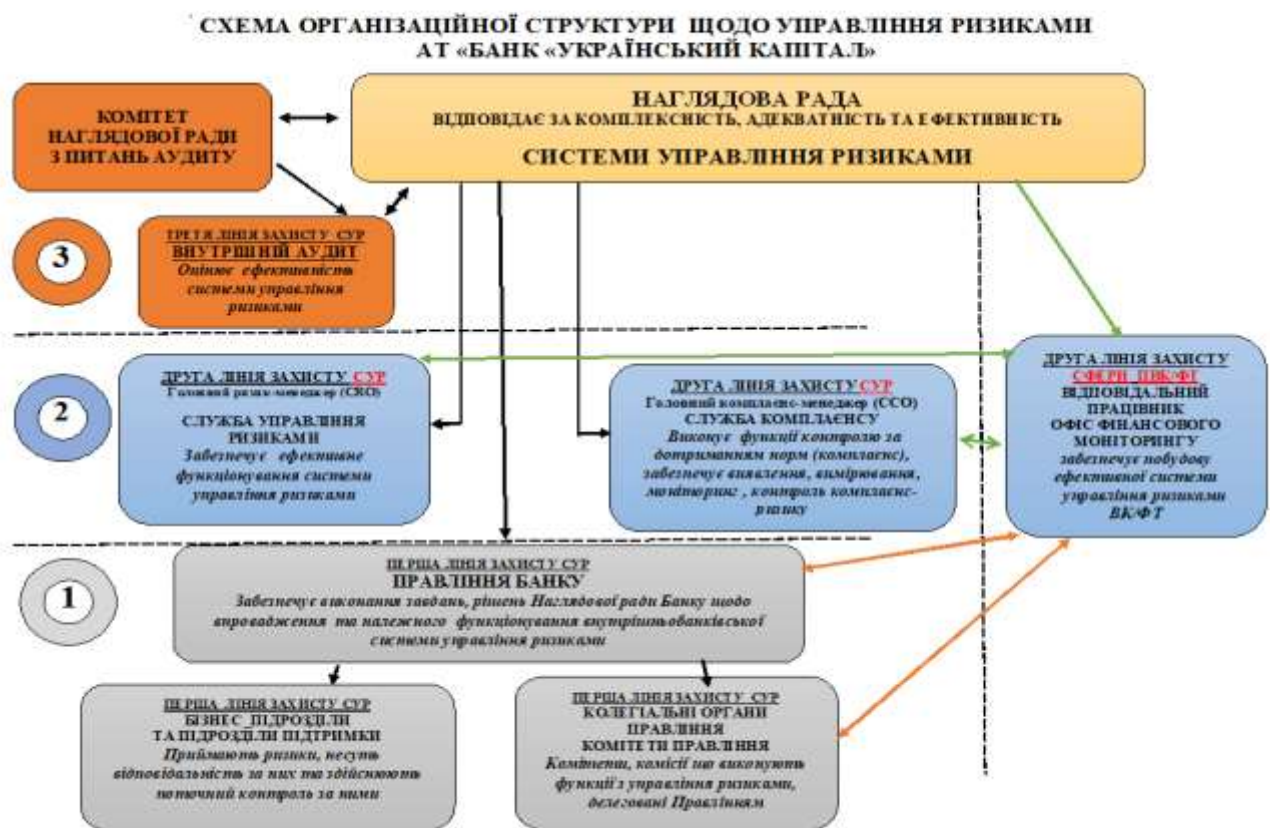 СХЕМА ОРГАНІЗАЦІЙНОЇ СТРУКТУРИ ЩОДО УПРАВЛІННЯ РИЗИКАМИ
АТ «БАНК «УКРАЇНСЬКИЙ КАПІТАЛ»
КОМІТЕТ
НАГЛЯДОВОЇ РАДИ
З ПИТАНЬ АУДИТУ
НАГЛЯДОВА РАДА
ВІДПОВІДАЄ ЗА КОМПЛЕКСНІСТЬ, АДЕКВАТНІСТЬ ТА ЕФЕКТИВНІСТЬ
СИСТЕМИ УПРАВЛІННЯ РИЗИКАМИ
3
ТРЕТЯ ЛІНІЯ ЗАХИСТУ СУР
ВНУТРІШНІЙ АУДИТ
Оцінює ефективність
системи управління
ризиками
2
ДРУГА ЛІНІЯ ЗАХИСТУ СУР
Головний ризик-менеджер (CRO)
СЛУЖБА УПРАВЛІННЯ
РИЗИКАМИ
Забезпечує ефективне
функціонування системи
управління ризиками
ДРУГА ЛІНІЯ ЗАХИСТУ СУР
Головний комплаєнс-менеджер (ССО)
СЛУЖБА КОМПЛАЄНСУ
Виконує функції контролю за
дотриманням норм (комплаєнс),
забезпечує виявлення, вимірювання,
моніторинг, контроль комплаєнс-
ризику
ДРУГА ЛІНІЯ ЗАХИСТУ
СФЕРИ ПВК/ФТ
ВІДПОВІДАЛЬНИЙ
ПРАЦІВНИК
ОФІС ФІНАНСОВОГО
МОНІТОРИНГУ
забезпечує побудову
ефективної системи
управління ризиками
ВК/ФТ
1
ПЕРША ЛІНІЯ ЗАХИСТУ СУР
ПРАВЛІННЯ БАНКУ
Забезпечує виконання завдань, рішень Наглядової ради Банку щодо
впровадження та належного функціонування внутрішньобанківської
системи управління ризиками
ПЕРША ЛІНІЯ ЗАХИСТУ СУР
БІЗНЕС_ПІДРОЗДІЛИ
ТА ПІДРОЗДІЛИ ПІДТРИМКИ
Приймають ризики, несуть
відповідальність за них та здійснюють
поточний контроль за ними
ПЕРША ЛІНІЯ ЗАХИСТУ СУР
КОЛЕГІАЛЬНІ ОРГАНИ
ПРАВЛІННЯ
КОМІТЕТИ ПРАВЛІННЯ
Комітети, комісії що виконують
функції з управління ризиками,
делеговані Правлінням